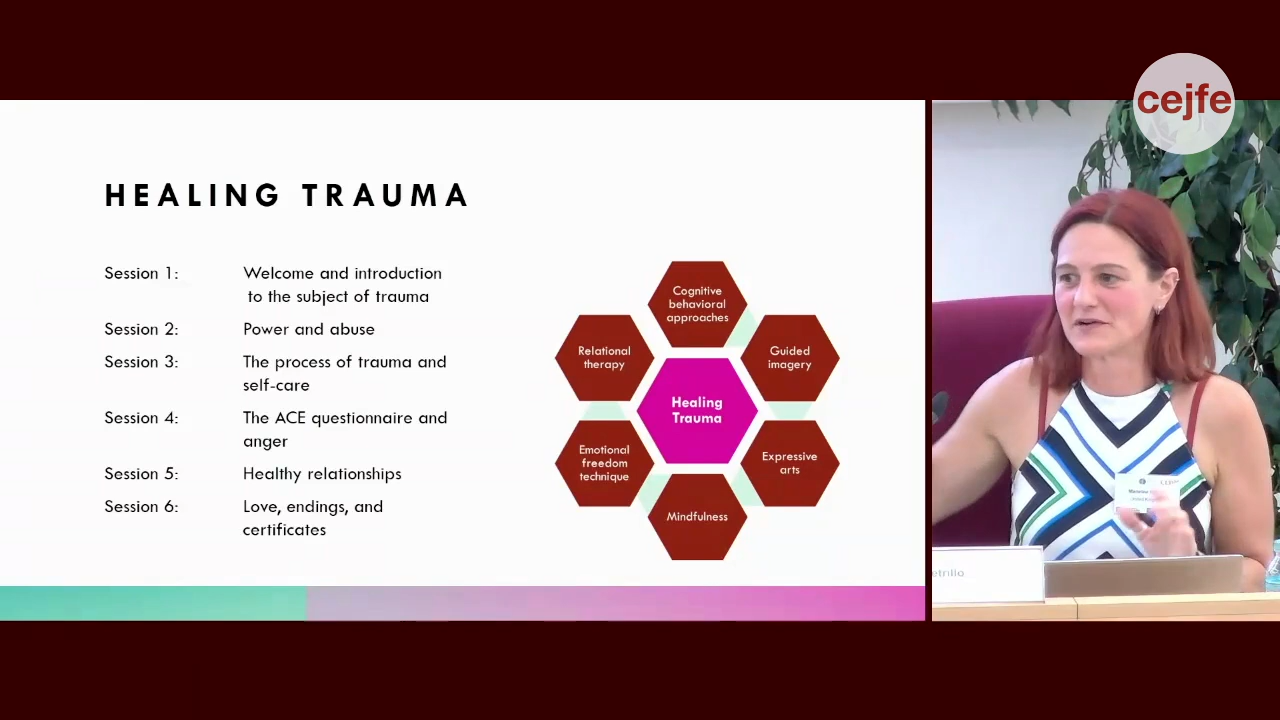 cejfe
HEALING TRAUMA
Session 1: Welcome and introduction
to the subject of trauma
Session 2: Power and abuse
Session 3: The process of trauma and
self-care
Session 4: The ACE questionnaire and
anger
Session 5: Healthy relationships
Session 6: Love, endings, and
certificates
Cognitive
behavioral
approaches
Relational
therapy
Guided
imagery
Healing
Trauma
Emotional
freedom
technique
Expressive
arts
Mindfulness